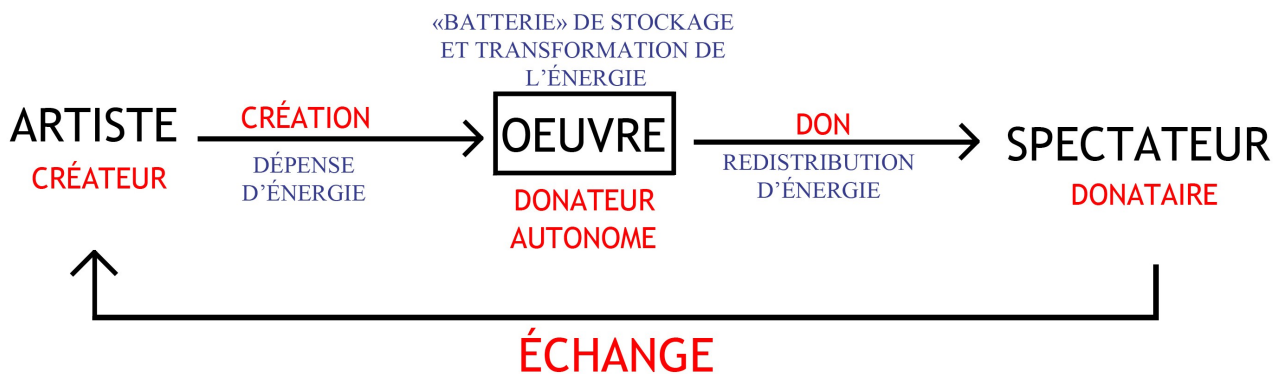 «BATTERIE» DE STOCKAGE
ET TRANSFORMATION DE
L’ÉNERGIE
ARTISTE
CRÉATEUR
CRÉATION
DÉPENSE
D’ÉNERGIE
OEUVRE
DONATEUR
AUTONOME
DON
REDISTRIBUTION
D’ÉNERGIE
SPECTATEUR
DONATAIRE
ÉCHANGE